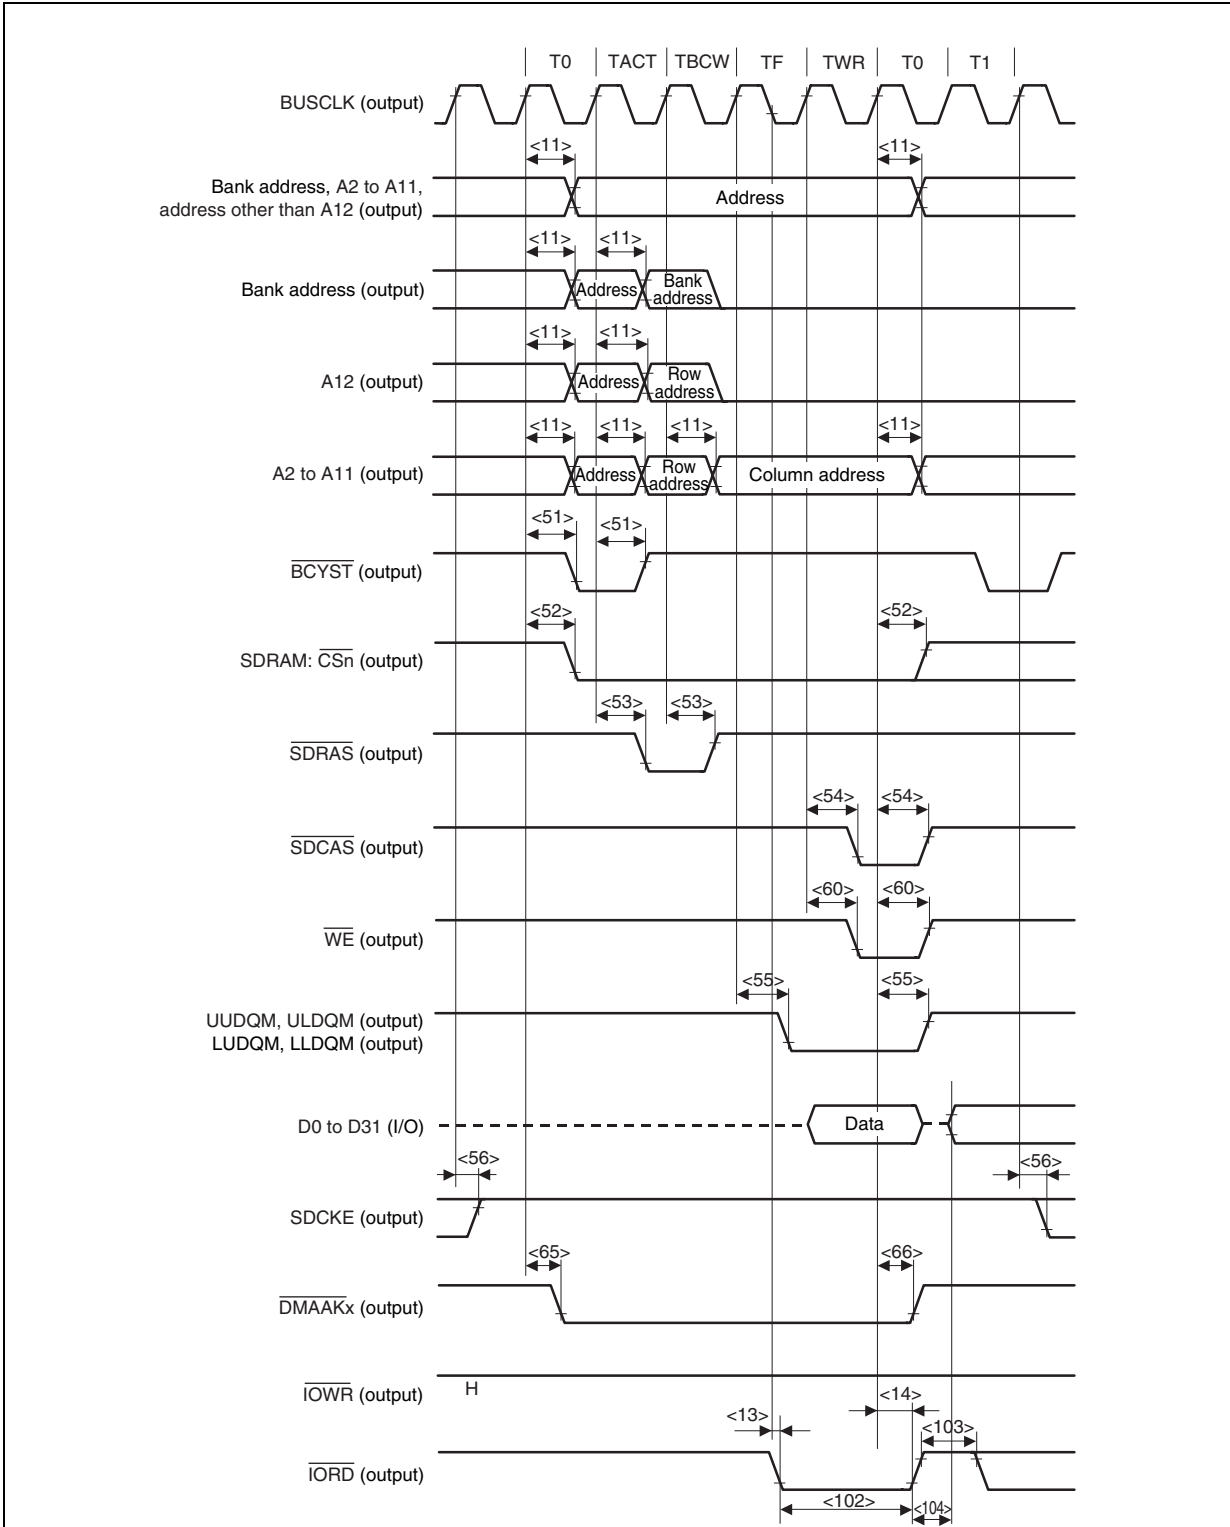 T0 TACT TBCW TF TWR T0 T1
BUSCLK (output)
<11> <11>
Bank address, A2 to A11,
address other than A12 (output)
Address
<11> <11>
Bank address (output)
Address
Bank
address
<11> <11>
A12 (output)
Address
Row
address
<11> <11> <11> <11>
A2 to A11 (output)
Address
Row
address
Column address
<51> <51>
BCYST (output)
<52> <52>
SDRAM: CSn (output)
<53> <53>
SDRAS (output)
<54> <54>
SDCAS (output)
<60> <60>
WE (output)
<55> <55>
UUDQM, ULDQM (output)
LUDQM, LLDQM (output)
D0 to D31 (I/O)
Data
<56> <56>
SDCKE (output)
<65> <66>
DMAAKx (output)
IOWR (output)
H
<14>
<13> <103>
IORD (output)
<102> <104>